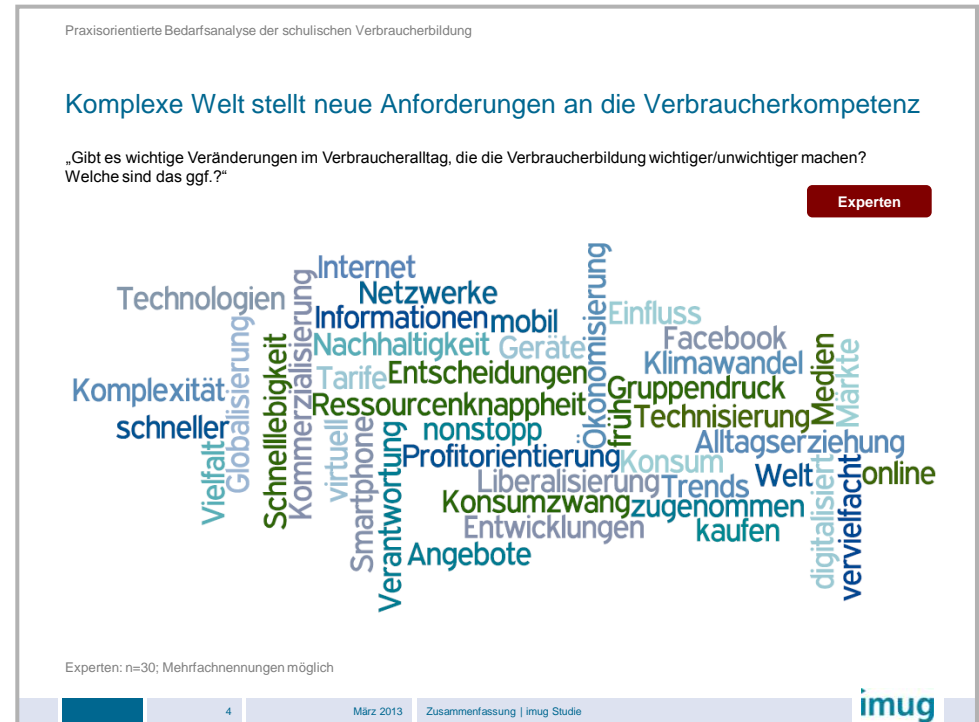 Praxisorientierte Bedarfsanalyse der schulischen Verbraucherbildung
Komplexe Welt stellt neue Anforderungen an die Verbraucherkompetenz
„Gibt es wichtige Veränderungen im Verbraucheralltag, die die Verbraucherbildung wichtiger/unwichtiger machen?
Welche sind das ggf.?“
Experten
Internet
Technologien
Netzwerke
Informationen
mobil
Ökonomisierung
Einfluss
Facebook
Nachhaltigkeit
Geräte
Klimawandel
Medien
Märkte
Globalisierung
Schnelllebigkeit
Kommerzialisierung
Tarife
Entscheidungen
Komplexität
Gruppendruck
Ressourcenknappheit
früh
Technisierung
schneller
nonstopp
Alltagserziehung
Vielfalt
virtuell
Smartphone
Verantwortung
Profitorientierung
Konsum
Welt
online
Liberalisierung
Trends
Konsumzwang
zugenommen
digitalisiert
vervielfacht
Entwicklungen
kaufen
Angebote
Experten: n=30; Mehrfachnennungen möglich
4
März 2013
Zusammenfassung | imug Studie
imug